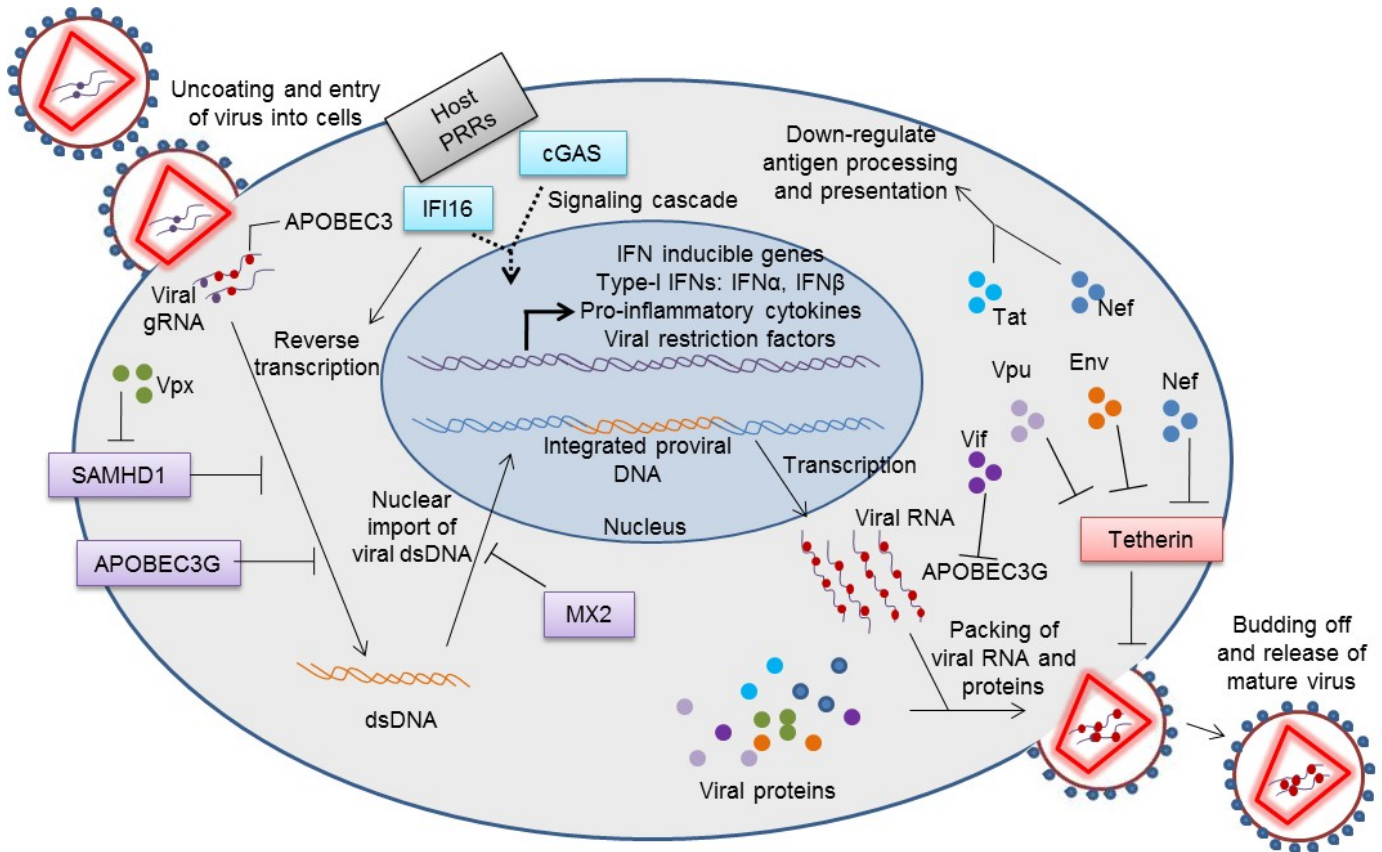 Uncoating and entry
of virus into cells
Host
PRRs
cGAS
IFI16
Signaling cascade
APOBEC3
Viral
gRNA
Reverse
transcription
Vpx
SAMHD1
APOBEC3G
IFN inducible genes
Type-I IFNs: IFNα, IFNβ
Pro-inflammatory cytokines
Viral restriction factors
Integrated proviral
DNA
Nucleus
Nuclear
import of
viral dsDNA
MX2
dsDNA
Down-regulate
antigen processing
and presentation
Tat
Nef
Vpu
Env
Nef
Vif
Transcription
Viral RNA
APOBEC3G
Tetherin
Packing of
viral RNA and
proteins
Viral proteins
Budding off
and release of
mature virus